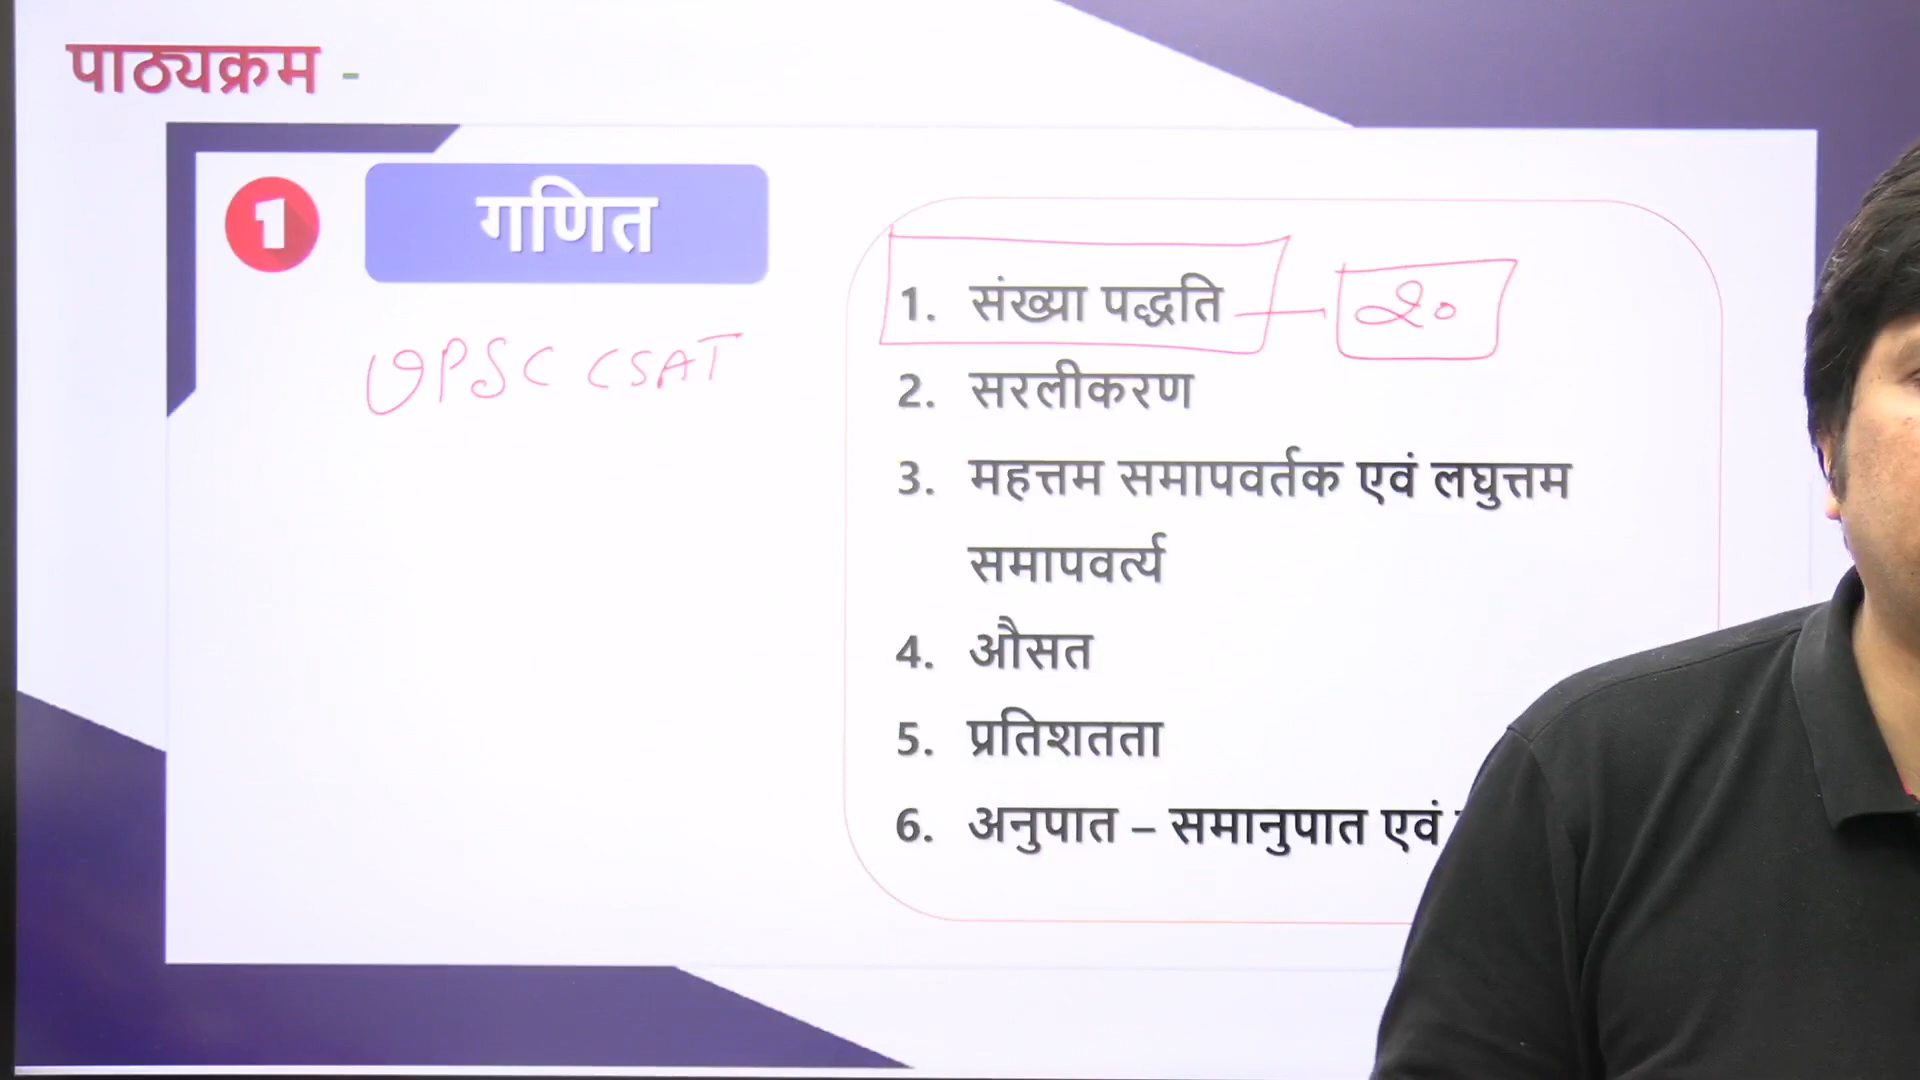 पाठ्यक्रम -
1 गणित
UPSC CSAT
1. संख्या पद्धति — 20
2. सरलीकरण
3. महत्तम समापवर्तक एवं लघुत्तम
समापवर्त्य
4. औसत
5. प्रतिशतता
6. अनुपात – समानुपात एवं